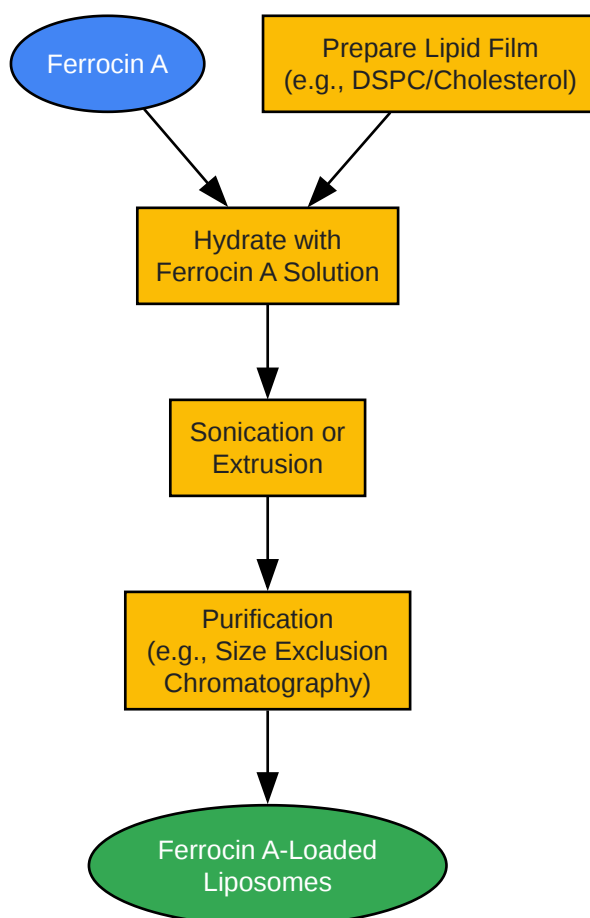 Ferrocin A
Prepare Lipid Film
(e.g., DSPC/Cholesterol)
Hydrate with
Ferrocin A Solution
Sonication or
Extrusion
Purification
(e.g., Size Exclusion
Chromatography)
Ferrocin A-Loaded
Liposomes